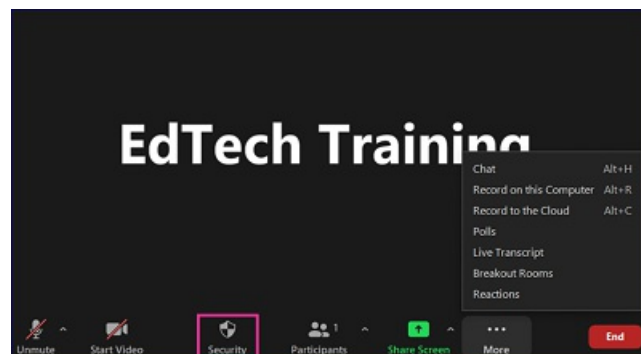 EdTech Training
Chat Alt+H
Record on this Computer Alt+R
Record to the Cloud Alt+C
Polls
Live Transcript
Breakout Rooms
Reactions
1
Unmute Start Video Security Participants Share Screen More End